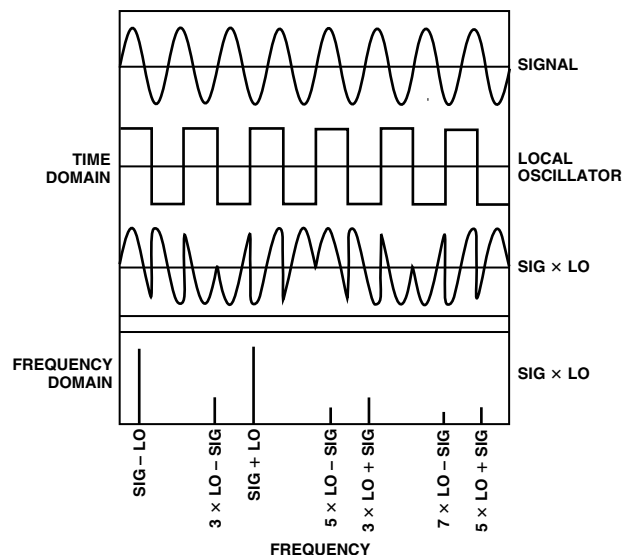 SIGNAL
TIME
DOMAIN
LOCAL
OSCILLATOR
SIG × LO
FREQUENCY
DOMAIN
SIG × LO
SIG – LO
3 × LO – SIG
SIG + LO
5 × LO – SIG
3 × LO + SIG
7 × LO – SIG
5 × LO + SIG
FREQUENCY